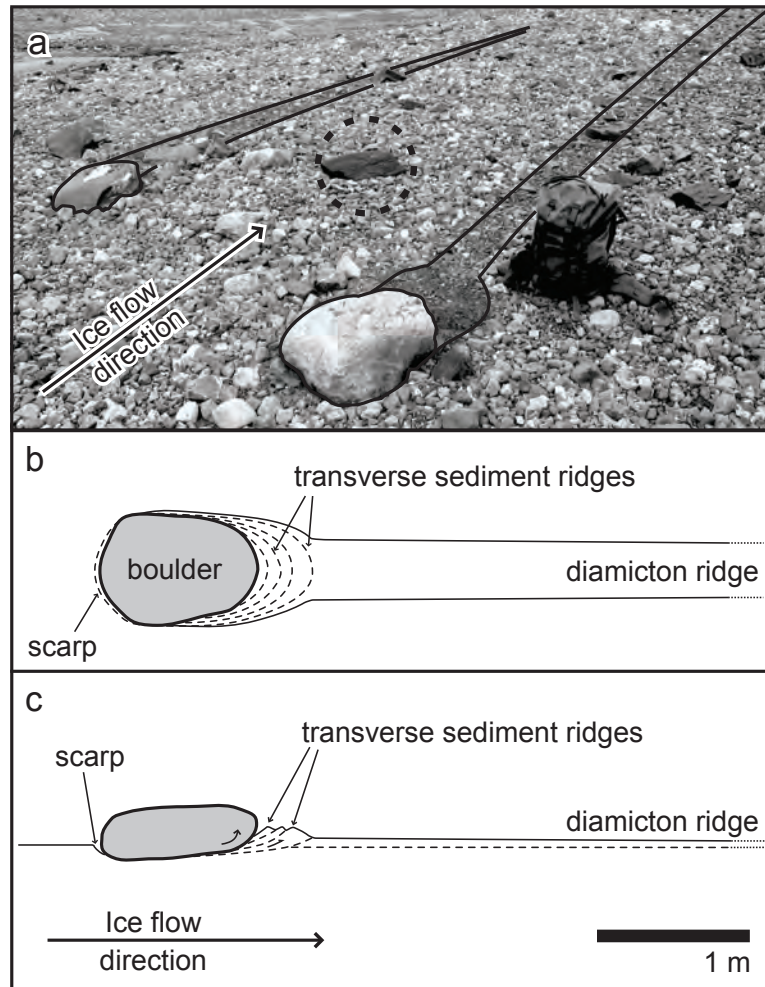 a
Ice flow
direction
b
transverse sediment ridges
boulder
diamicton ridge
scarp
c
transverse sediment ridges
scarp
diamicton ridge
Ice flow
direction
1 m